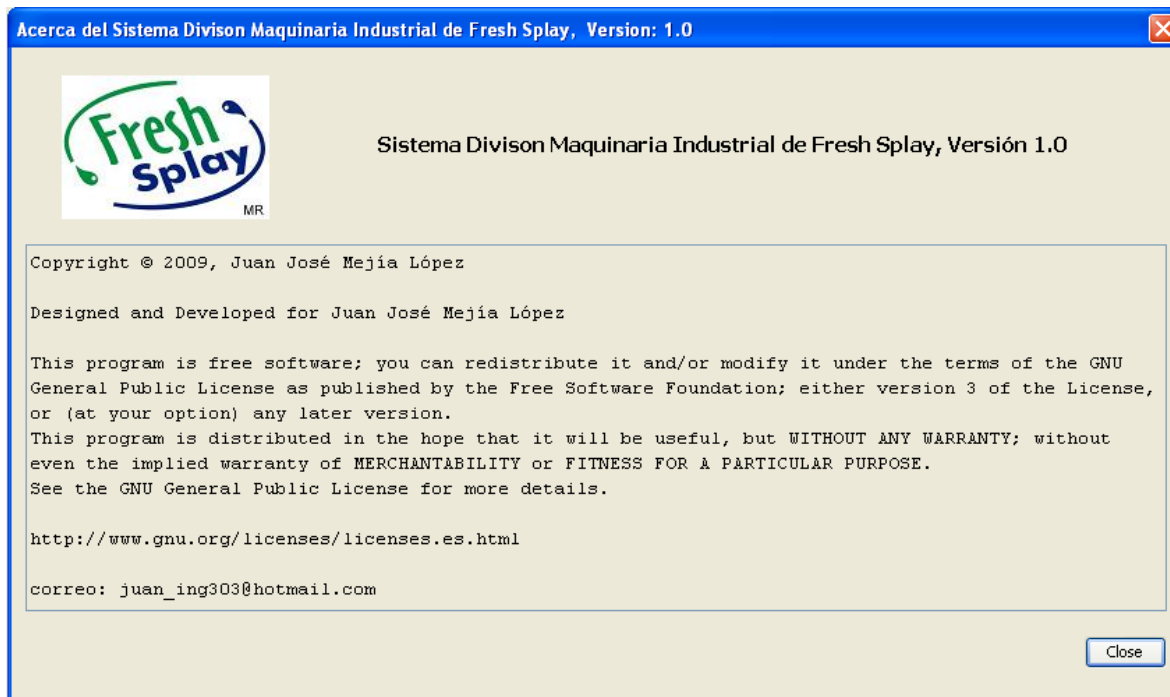 Acerca del Sistema Divison Maquinaria Industrial de Fresh Splay, Version: 1.0
Fresh
Splay
MR
Sistema Divison Maquinaria Industrial de Fresh Splay, Versión 1.0
Copyright © 2009, Juan José Mejía López
Designed and Developed for Juan José Mejía López
This program is free software; you can redistribute it and/or modify it under the terms of the GNU
General Public License as published by the Free Software Foundation; either version 3 of the License,
or (at your option) any later version.
This program is distributed in the hope that it will be useful, but WITHOUT ANY WARRANTY; without
even the implied warranty of MERCHANTABILITY or FITNESS FOR A PARTICULAR PURPOSE.
See the GNU General Public License for more details.
http://www.gnu.org/licenses/licenses.es.html
correo: juan_ing303@hotmail.com
Close